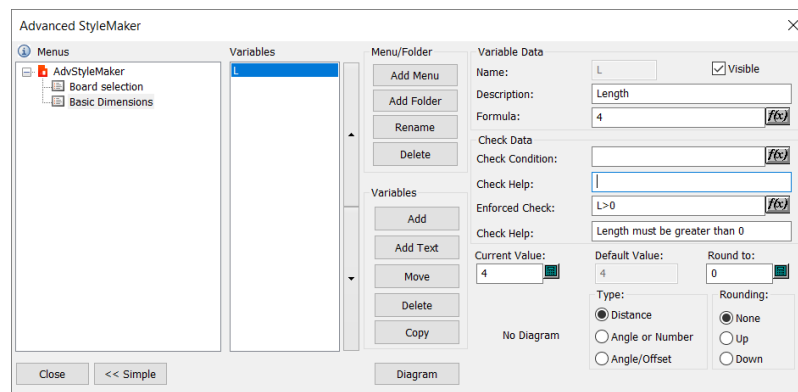 Advanced StyleMaker
Menus
AdvStyleMaker
Board selection
Basic Dimensions
Variables
L
Menu/Folder
Add Menu
Add Folder
Rename
Delete
Variables
Add
Add Text
Move
Delete
Copy
Variable Data
Name: L Visible
Description: Length
Formula: 4 f(x)
Check Data
Check Condition: f(x)
Check Help:
Enforced Check: L>0 f(x)
Check Help: Length must be greater than 0
Current Value: Default Value: Round to:
4 4 0
Type: Rounding:
Distance None
Angle or Number Up
Angle/Offset Down
No Diagram
Close << Simple Diagram